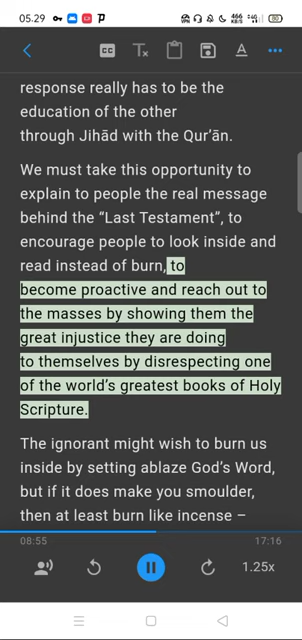 05.29
466
KB/S
4G
response really has to be the
education of the other
through Jihād with the Qur’ān.
We must take this opportunity to
explain to people the real message
behind the “Last Testament”, to
encourage people to look inside and
read instead of burn, to
become proactive and reach out to
the masses by showing them the
great injustice they are doing
to themselves by disrespecting one
of the world’s greatest books of Holy
Scripture.
The ignorant might wish to burn us
inside by setting ablaze God’s Word,
but if it does make you smoulder,
then at least burn like incense –
08:55
17:16
1.25x